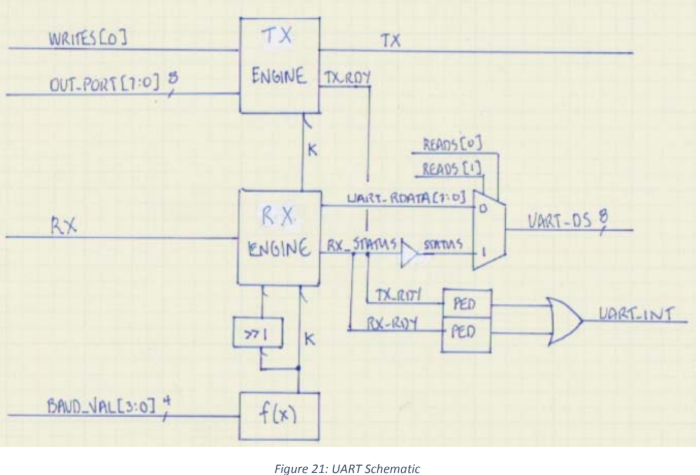 WRITES[0]
TX
ENGINE
TX
OUT_PORT[7:0] 8
TX_RDY
K
READS[0]
READS[1]
UART_RDATA[7:0]
0
RX
RX
ENGINE
UART_DS 8
RX_STATUS
STATUS
1
TX_RDY
PED
UART_INT
RX-RDY
PED
>>1
K
BAUD_VAL[3:0] 4
f(x)
Figure 21: UART Schematic